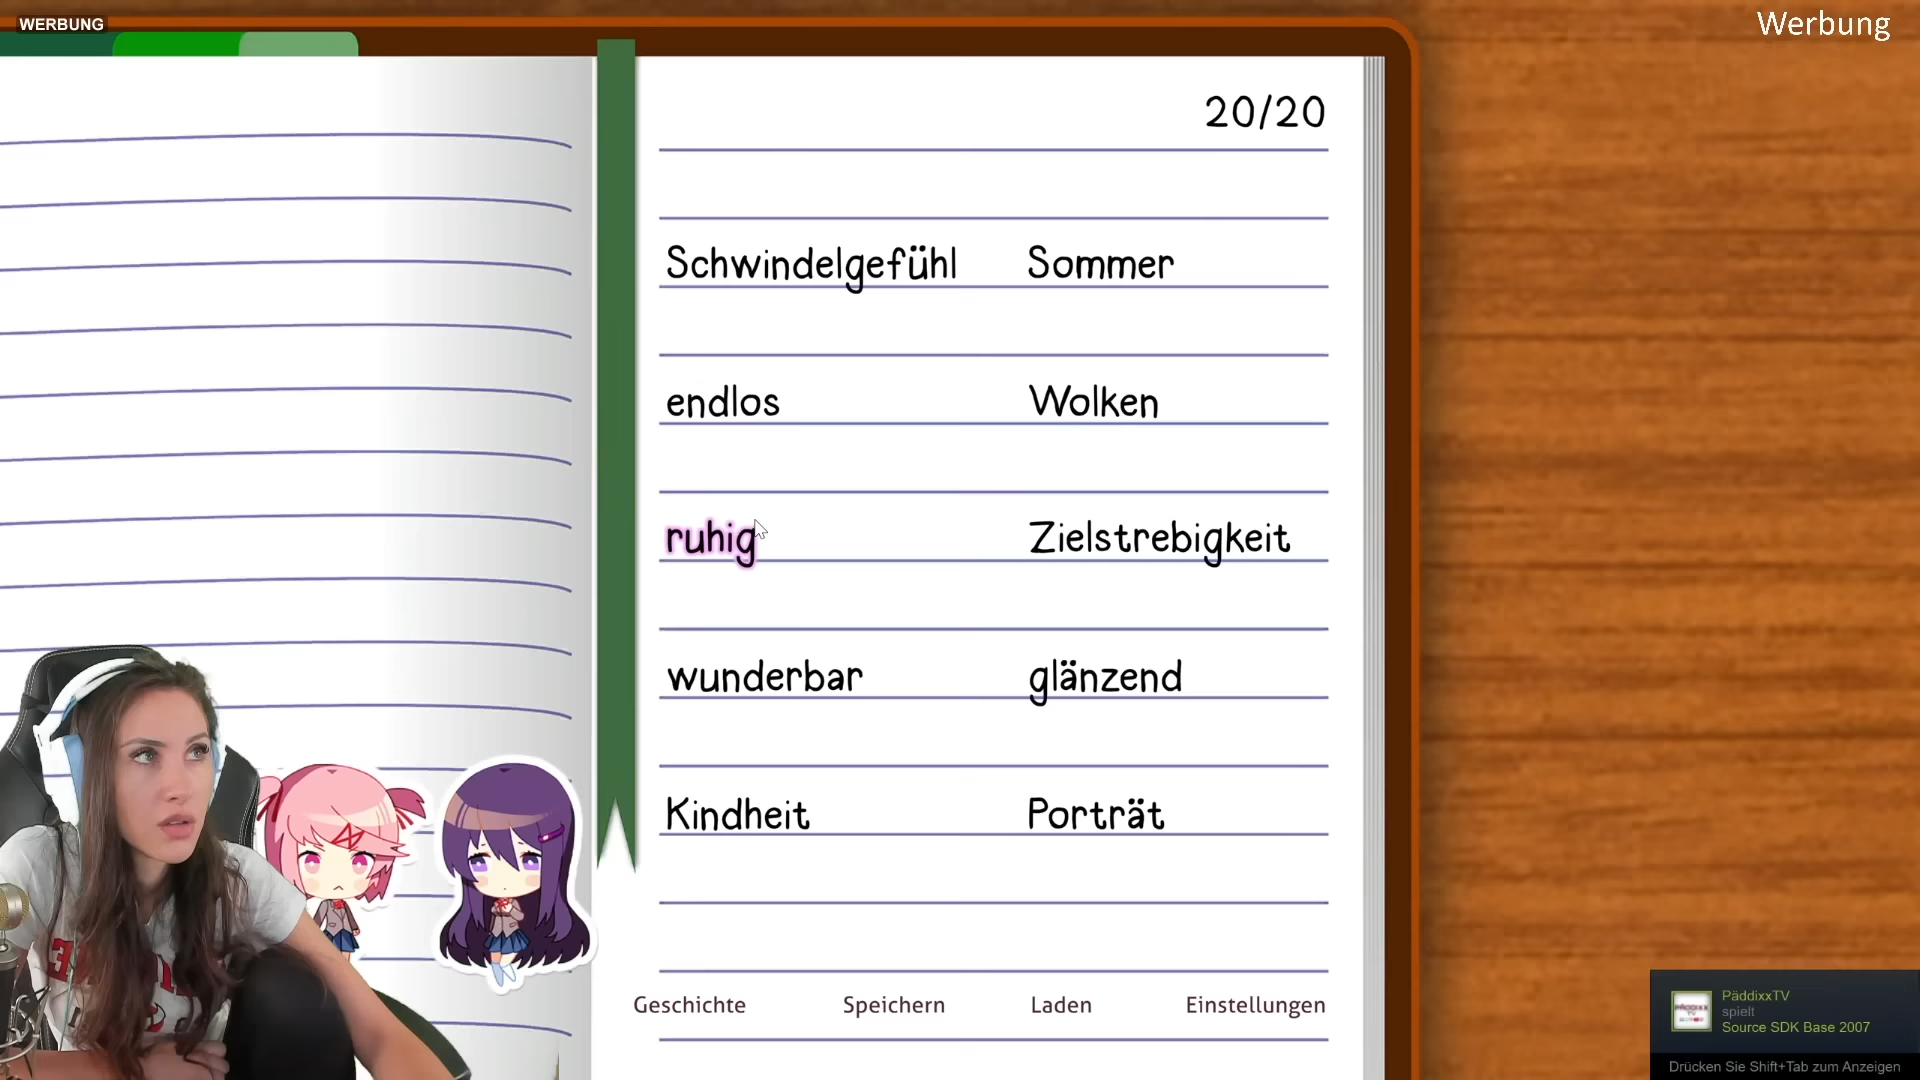 WERBUNG
Werbung
20/20
Schwindelgefühl Sommer
endlos Wolken
ruhig Zielstrebigkeit
wunderbar glänzend
Kindheit Porträt
Geschichte Speichern Laden Einstellungen
PäddixxTV
spielt
Source SDK Base 2007
Drücken Sie Shift+Tab zum Anzeigen